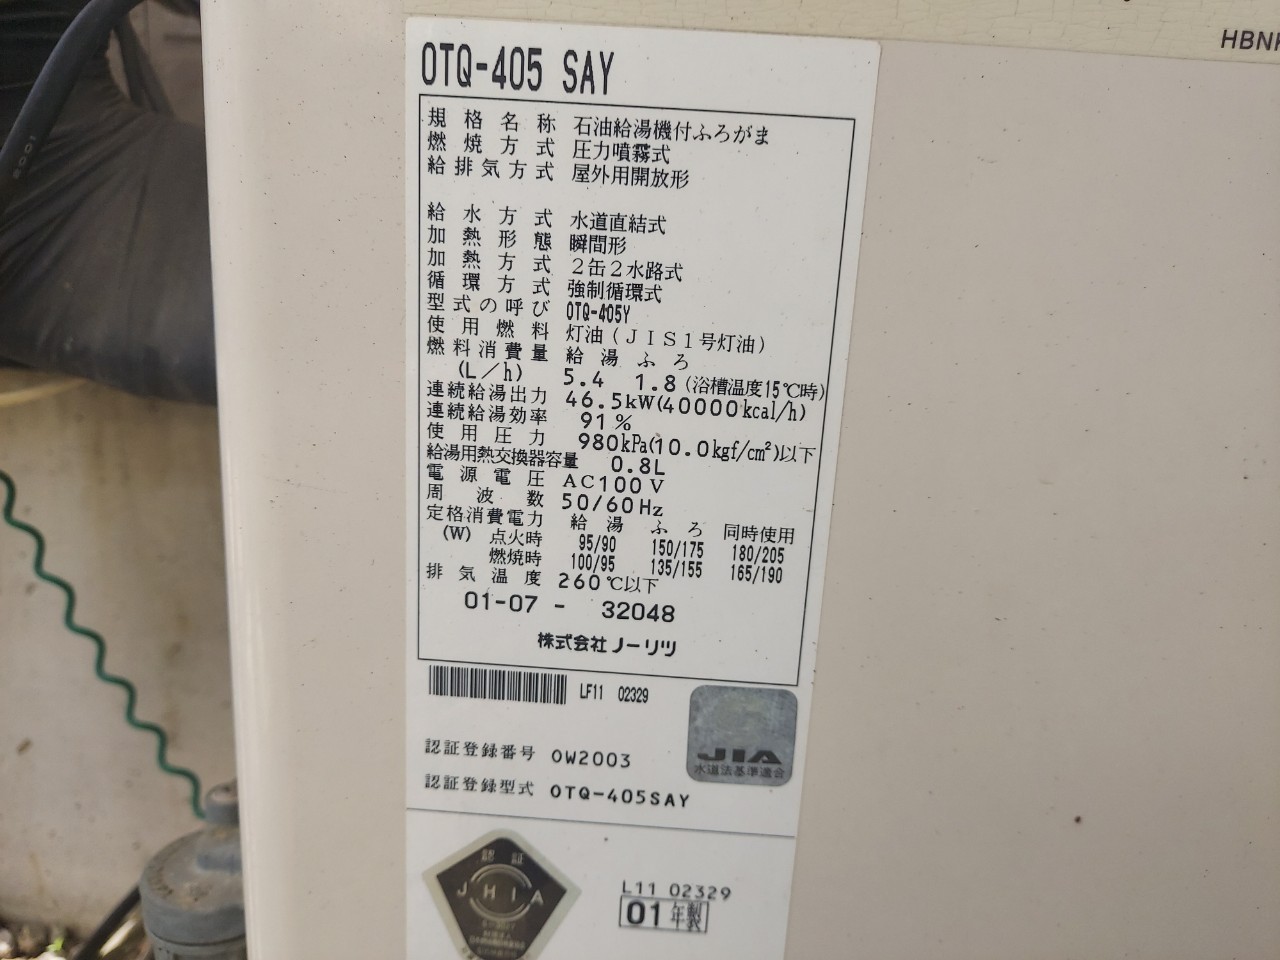 HBNK
OTQ-405 SAY
規格名称 石油給湯機付ふろがま
燃焼方式 圧力噴霧式
給排気方式 屋外用開放形
給水方式 水道直結式
加熱形態 瞬間形
加熱方式 2缶2水路式
循環方式 強制循環式
型式の呼び OTQ-405Y
使用燃料 灯油(JIS1号灯油)
燃料消費量 給湯 ふろ
(L/h) 5.4 1.8(浴槽温度15℃時)
連続給湯出力 46.5kW(40000kcal/h)
連続給湯効率 91%
使用圧力 980kPa(10.0kgf/cm²)以下
給湯用熱交換器容量 0.8L
電源電圧 AC100V
周波数 50/60Hz
定格消費電力 給湯 ふろ 同時使用
(W) 点火時 95/90 150/175 180/205
燃焼時 100/95 135/155 165/190
排気温度 260℃以下
01-07 - 32048
株式会社ノーリツ
LF11 02329
JIA
水道法基準適合
認証登録番号 OW2003
認証登録型式 OTQ-405SAY
認証
JHIA
L11 02329
01年製